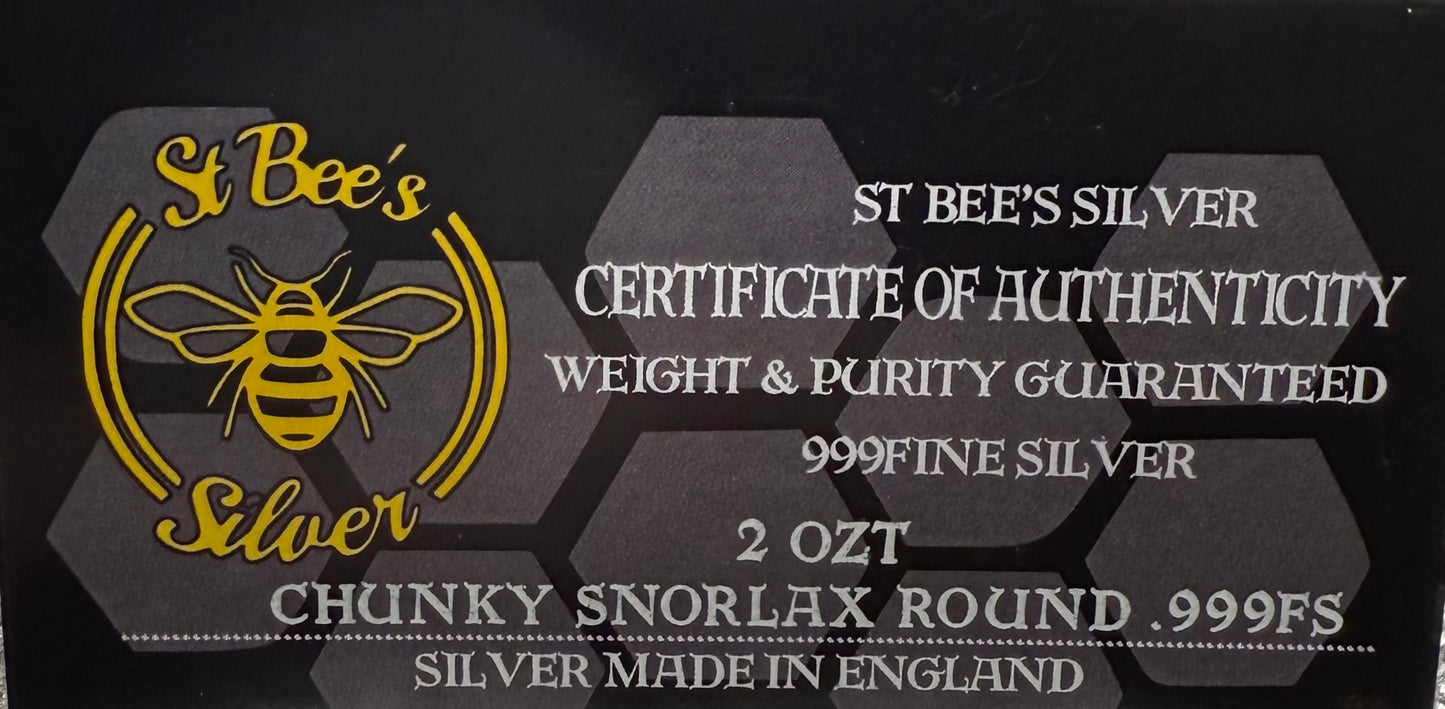 St Bee's
Silver
ST BEE'S SILVER
CERTIFICATE OF AUTHENTICITY
WEIGHT & PURITY GUARANTEED
999FINE SILVER
2 OZT
CHUNKY SNORLAX ROUND .999FS
SILVER MADE IN ENGLAND